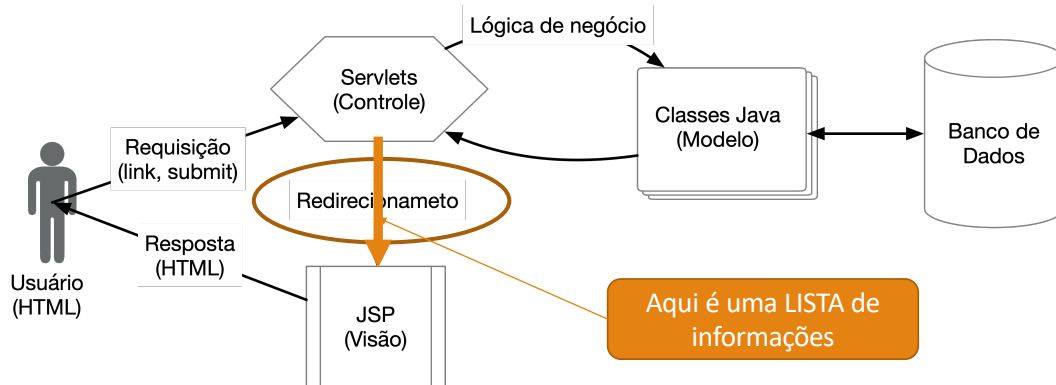 Lógica de negócio
Servlets
(Controle)
Classes Java
(Modelo)
Banco de
Dados
Requisição
(link, submit)
Redirecionameto
Resposta
(HTML)
Usuário
(HTML)
JSP
(Visão)
Aqui é uma LISTA de
informações